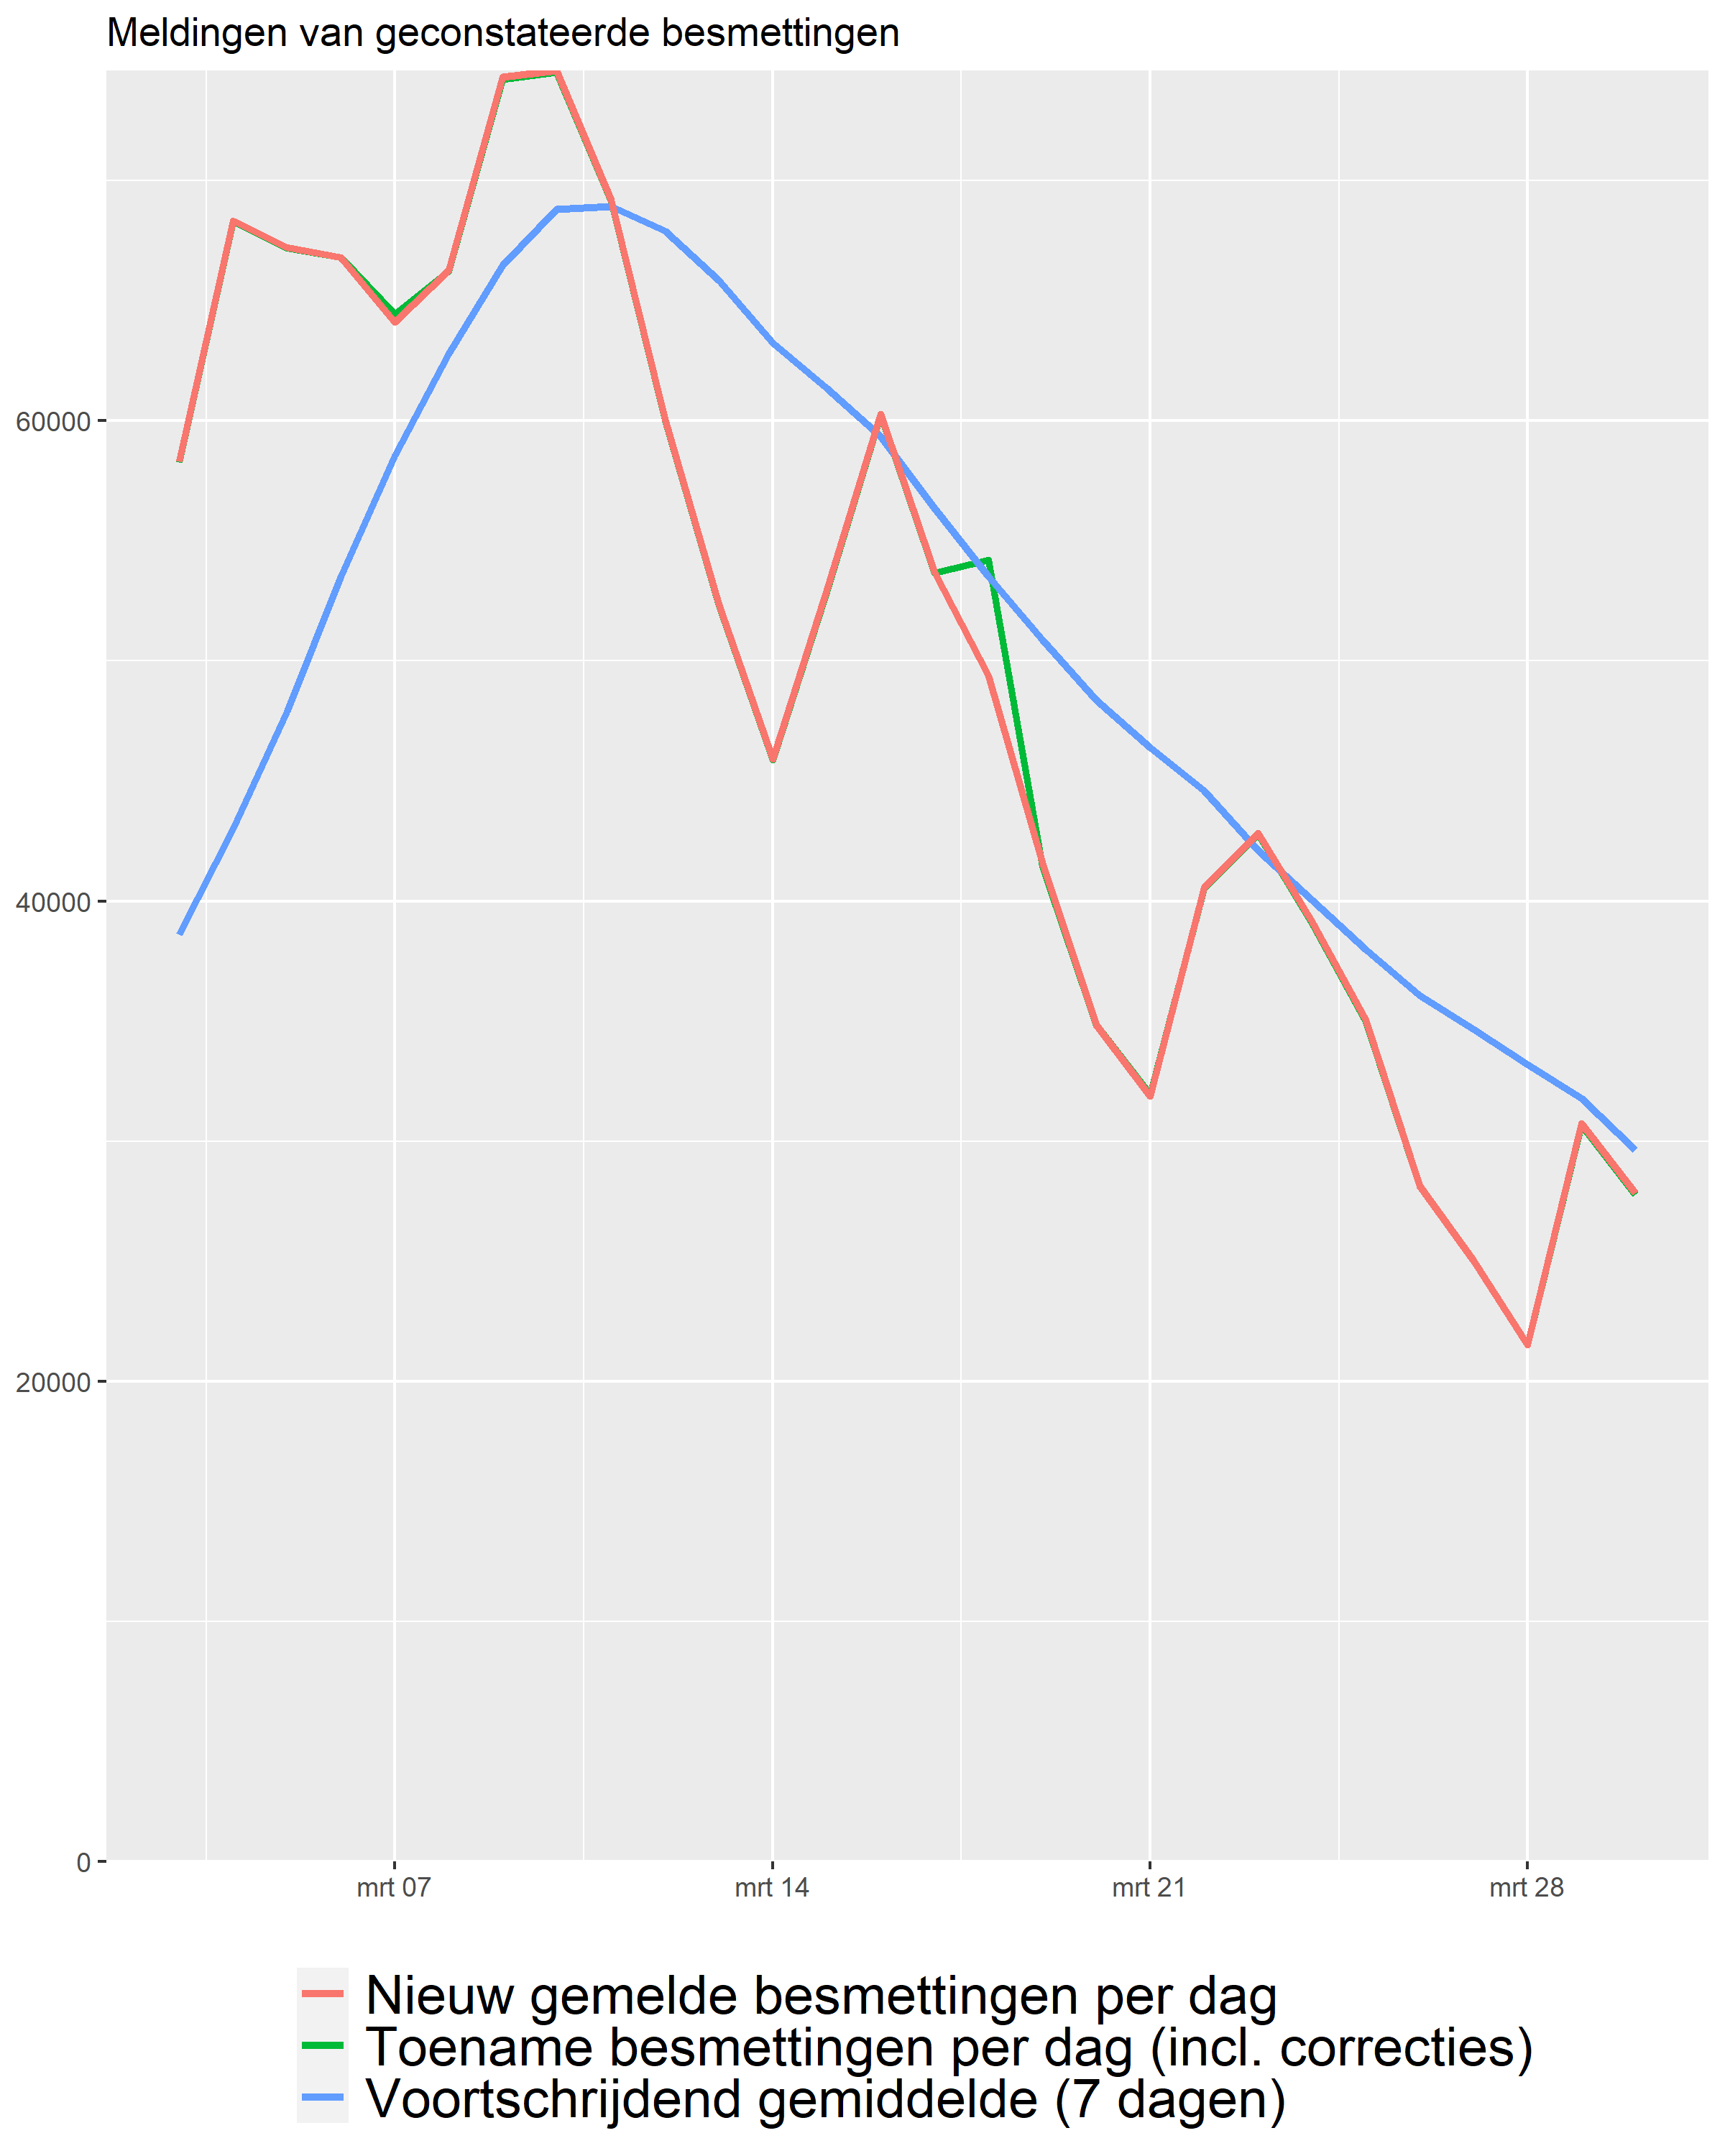 Meldingen van geconstateerde besmettingen
60000
40000
20000
0
mrt 07
mrt 14
mrt 21
mrt 28
Nieuw gemelde besmettingen per dag
Toename besmettingen per dag (incl. correcties)
Voortschrijdend gemiddelde (7 dagen)